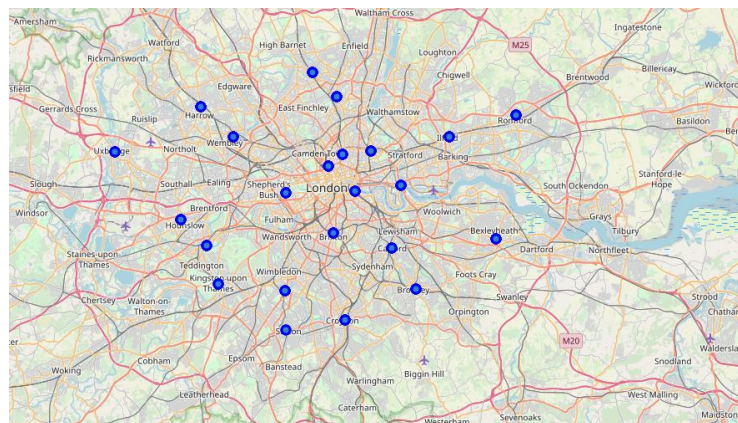 Waltham Cross
Amersham
Ingatestone
Watford
High Barnet
Enfield
Loughton
M25
Rickmansworth
Billericay
Edgware
Chigwell
Brentwood
Wickford
Gerrards Cross
Harrow
East Finchley
Walthamstow
Romford
Ruislip
Basildon
Wembley
Uxbridge
Northolt
Camden Town
Stratford
Barking
Stanford-le
Hope
Slough
Southall
Ealing
Shepherd's
Bush
London
South Ockendon
Windsor
Brentford
Fulham
Woolwich
Grays
Hounslow
Wandsworth
Brixton
Lewisham
Bexleyheath
Tilbury
Staines-upon
Thames
Teddington
Catford
Dartford
Northfleet
Wimbledon
Sydenham
Foots Cray
Kingston-upon
Thames
Chertsey
Walton-on
Thames
Bromley
Swanley
Strood
Orpington
Croydon
Sutton
Chatham
M20
Cobham
Epsom
Banstead
Snodland
Woking
Biggin Hill
Warlingham
Leatherhead
West Malling
Caterham
Westerham
Sevenoaks
Maidstone